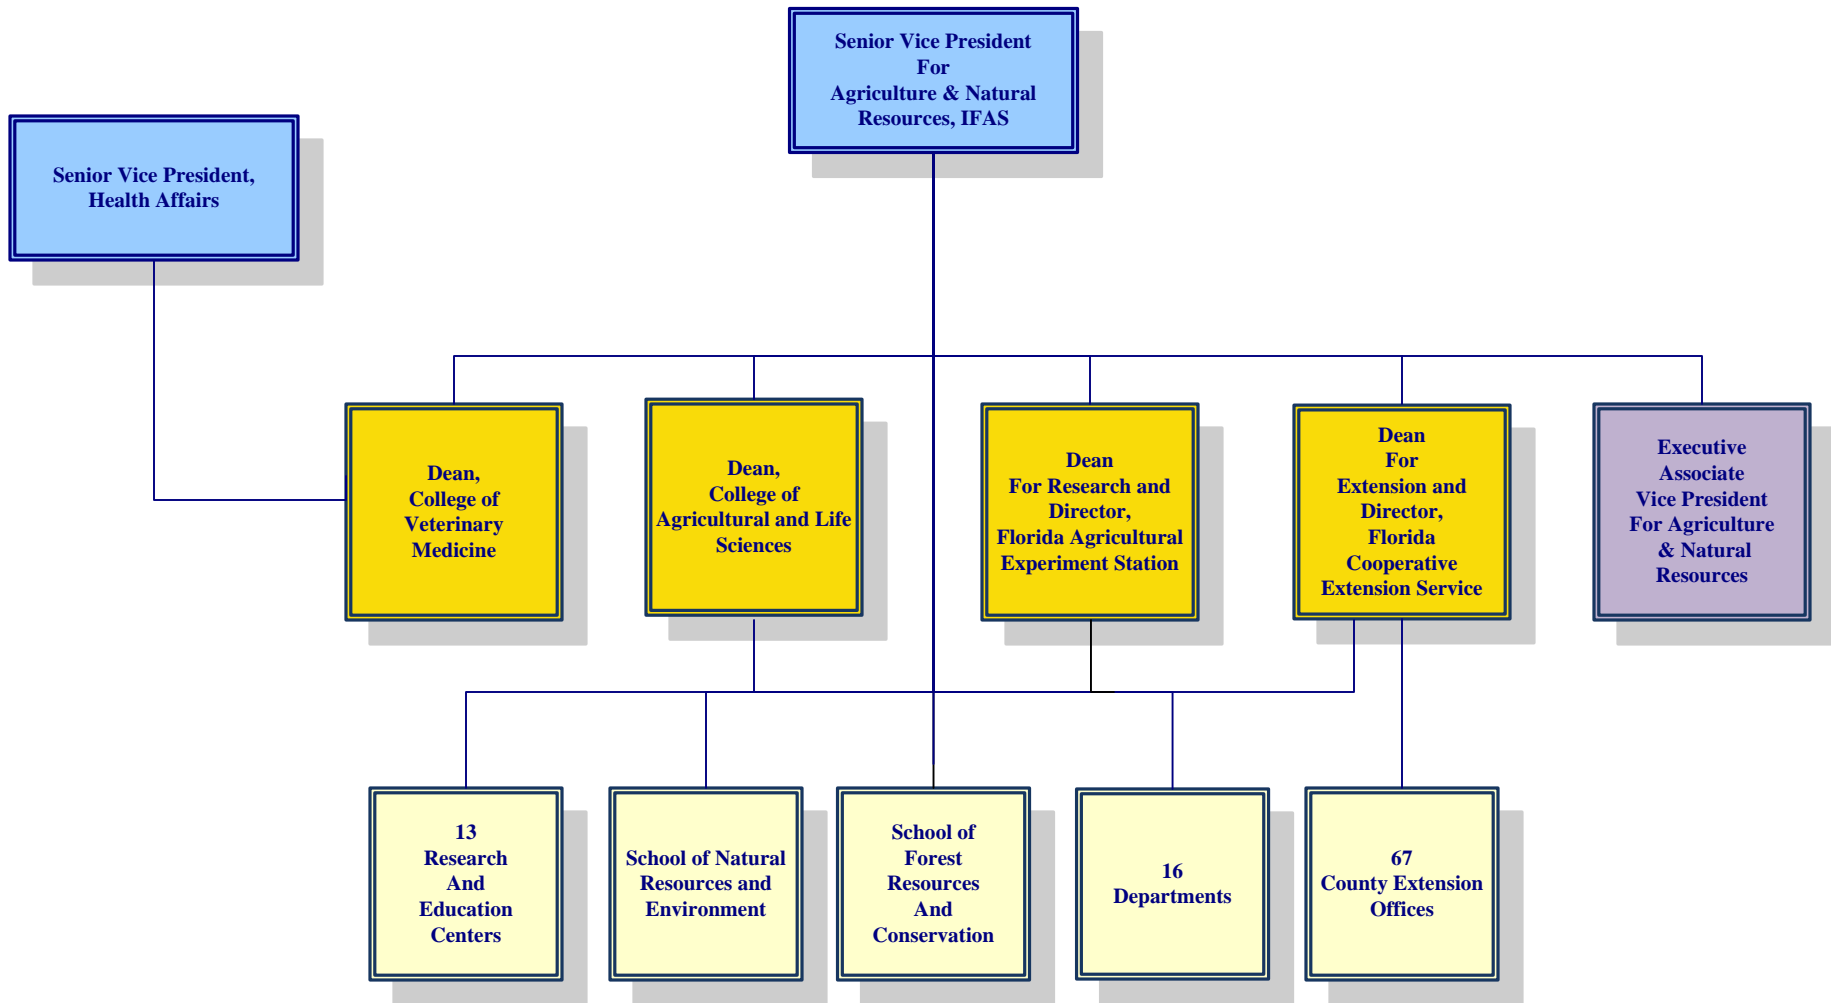 Senior Vice President
For
Agriculture & Natural
Resources, IFAS
Senior Vice President,
Health Affairs
Dean,
College of
Veterinary
Medicine
Dean,
College of
Agricultural and Life
Sciences
Dean
For Research and
Director,
Florida Agricultural
Experiment Station
Dean
For
Extension and
Director,
Florida
Cooperative
Extension Service
Executive
Associate
Vice President
For Agriculture
& Natural
Resources
13
Research
And
Education
Centers
School of Natural
Resources and
Environment
School of
Forest
Resources
And
Conservation
16
Departments
67
County Extension
Offices